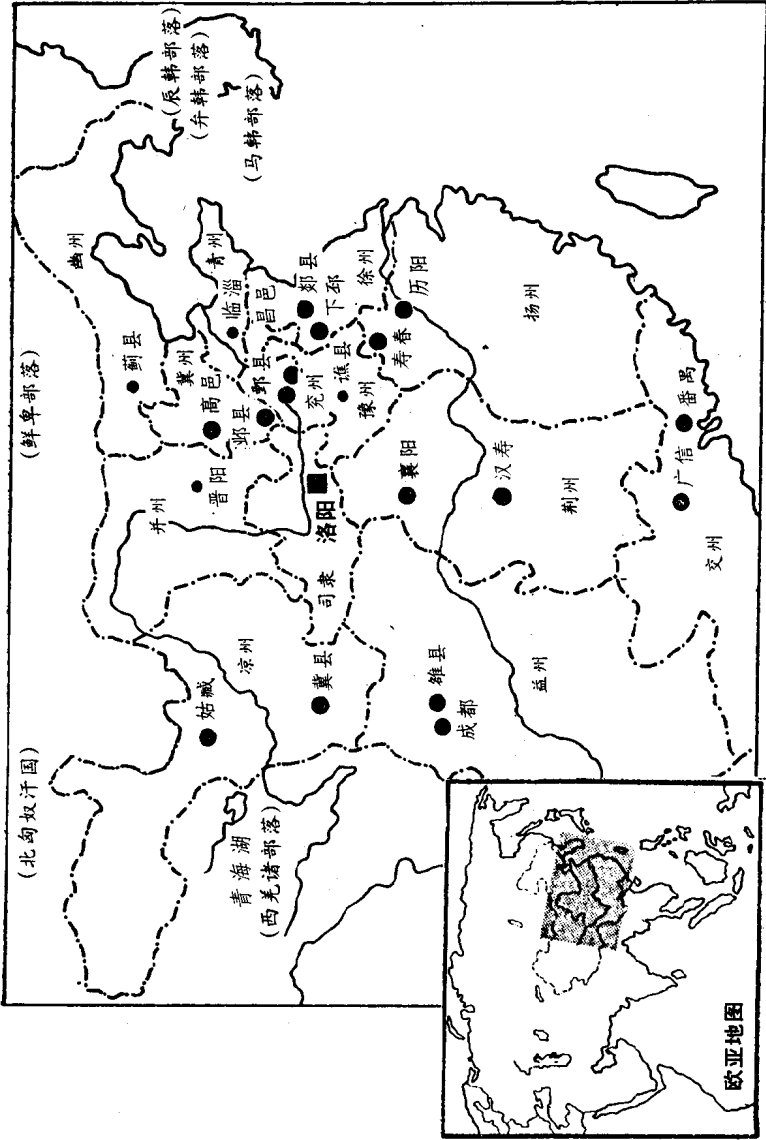 (北匈奴汗国)
(鲜卑部落)
(辰韩部落)
(弁韩部落)
(马韩部落)
幽州
蓟县
冀州
高邑
青州
临淄
昌邑
郯县
下邳
徐州
历阳
寿春
谯县
豫州
兖州
鄄县
邺县
晋阳
并州
洛阳
司隶
凉州
冀县
姑臧
青海湖
(西羌诸部落)
雒县
成都
益州
襄阳
汉寿
荆州
扬州
番禺
广信
交州
欧亚地图